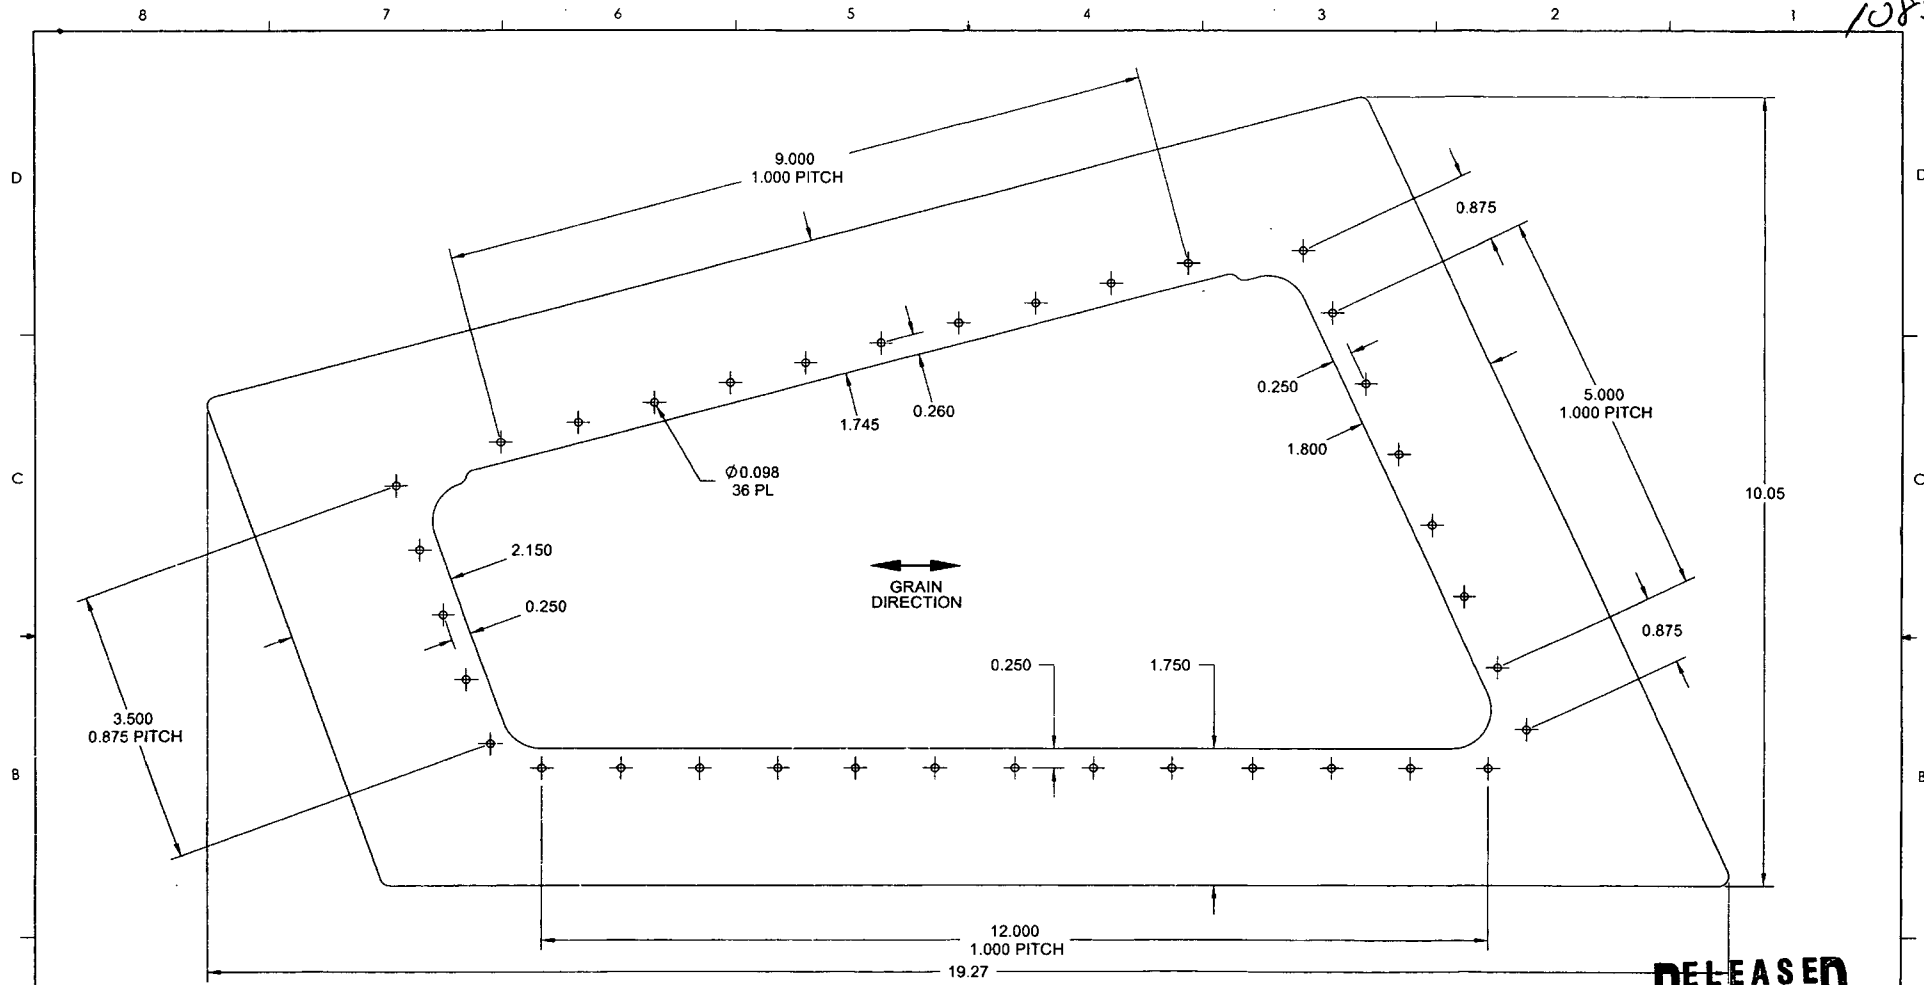 8 7 6 5 4 3 2 1
9.000
1.000 PITCH
D D
0.875
0.250
5.000
1.000 PITCH
1.745 0.260
1.800
Ø0.098
36 PL
C C
10.05
2.150
0.250
GRAIN
DIRECTION
0.875
0.250 1.750
3.500
0.875 PITCH
B B
12.000
1.000 PITCH
19.27
RELEASED